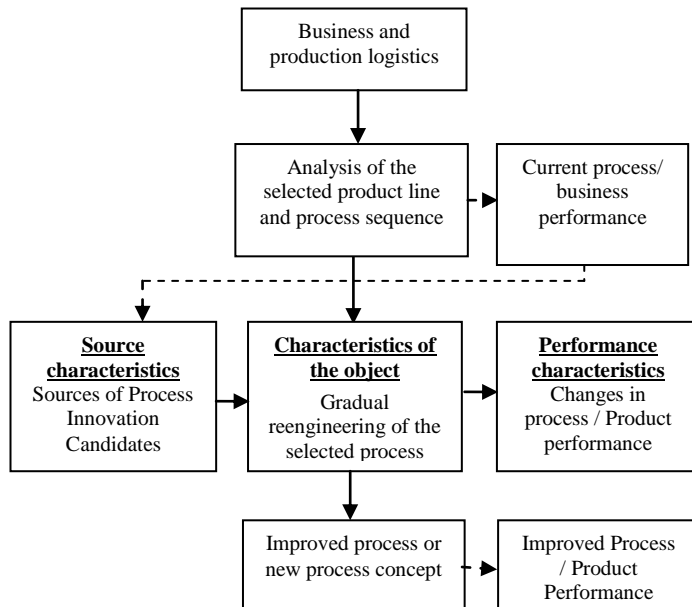 Business and
production logistics
Analysis of the
selected product line
and process sequence
Current process/
business
performance
Source
characteristics
Sources of Process
Innovation
Candidates
Characteristics of
the object
Gradual
reengineering of the
selected process
Performance
characteristics
Changes in
process / Product
performance
Improved process or
new process concept
Improved Process
/ Product
Performance